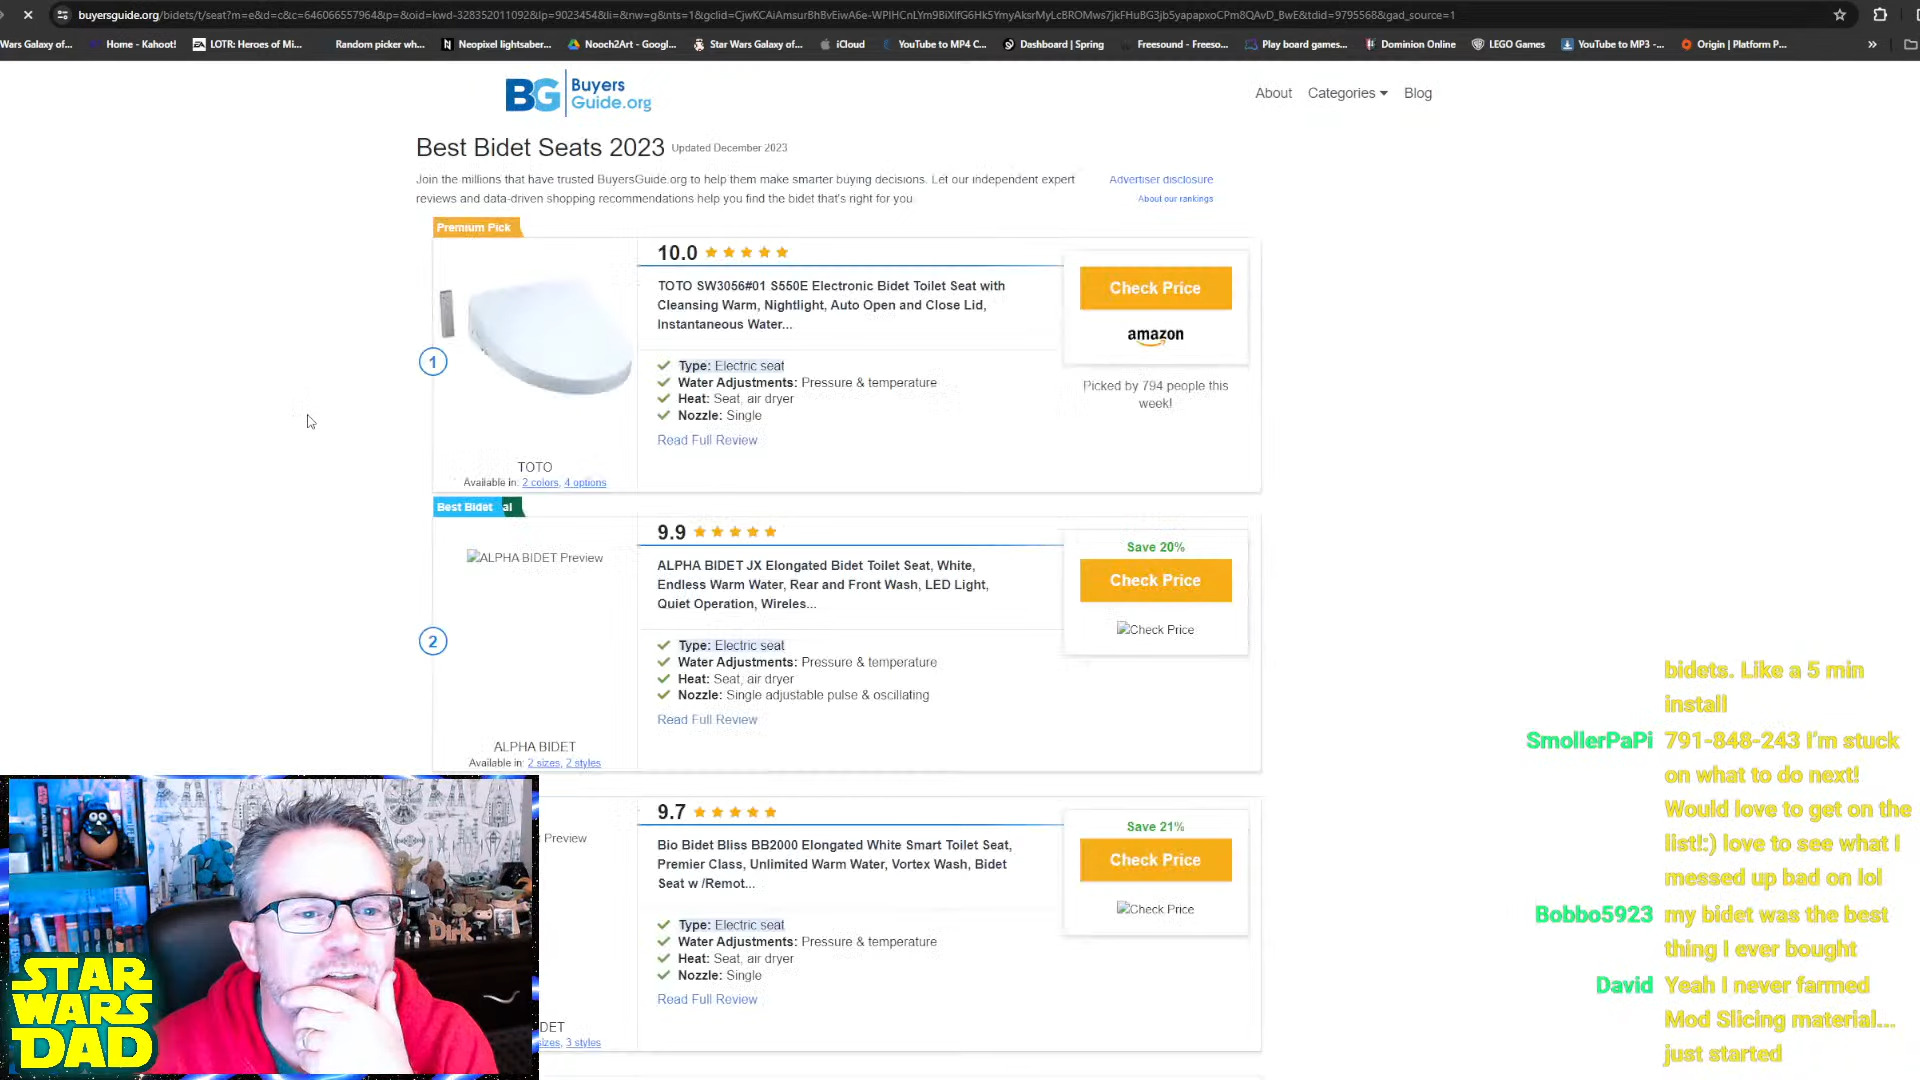 buyersguide.org/bidets/t/seat?m=e&d=c&c=646066557964&p=&oid=kwd-328352011092&lp=9023454&li=&nw=g&nts=1&gclid=CjwKCAiAmsurBhBvEiwA6e-WPIHCnLYm9BiXlfG6Hk5YmyAksrMyLcBROMws7jkFHuBG3jb5yapapxoCPm8QAvD_BwE&tdid=9795568&gad_source=1
Wars Galaxy of... Home - Kahoot! LOTR: Heroes of Mi... Random picker wh... Neopixel lightsaber... Nooch2Art - Googl... Star Wars Galaxy of... iCloud YouTube to MP4 C... Dashboard | Spring Freesound - Freeso... Play board games... Dominion Online LEGO Games YouTube to MP3 -... Origin | Platform P... »
BG Buyers Guide.org
About Categories Blog
Best Bidet Seats 2023 Updated December 2023
Join the millions that have trusted BuyersGuide.org to help them make smarter buying decisions. Let our independent expert
reviews and data-driven shopping recommendations help you find the bidet that's right for you
Advertiser disclosure
About our rankings
Premium Pick
1
10.0
TOTO SW3056#01 S550E Electronic Bidet Toilet Seat with
Cleansing Warm, Nightlight, Auto Open and Close Lid,
Instantaneous Water...
Type: Electric seat
Water Adjustments: Pressure & temperature
Heat: Seat, air dryer
Nozzle: Single
Read Full Review
TOTO
Available in: 2 colors, 4 options
Check Price
amazon
Picked by 794 people this
week!
Best Bidet al
2
ALPHA BIDET Preview
9.9
ALPHA BIDET JX Elongated Bidet Toilet Seat, White,
Endless Warm Water, Rear and Front Wash, LED Light,
Quiet Operation, Wireles...
Type: Electric seat
Water Adjustments: Pressure & temperature
Heat: Seat, air dryer
Nozzle: Single adjustable pulse & oscillating
Read Full Review
ALPHA BIDET
Available in: 2 sizes, 2 styles
Save 20%
Check Price
Check Price
Preview
9.7
Bio Bidet Bliss BB2000 Elongated White Smart Toilet Seat,
Premier Class, Unlimited Warm Water, Vortex Wash, Bidet
Seat w /Remot...
Type: Electric seat
Water Adjustments: Pressure & temperature
Heat: Seat, air dryer
Nozzle: Single
Read Full Review
DET
sizes, 3 styles
Save 21%
Check Price
Check Price
bidets. Like a 5 min
install
SmollerPaPi 791-848-243 I'm stuck
on what to do next!
Would love to get on the
list!:) love to see what I
messed up bad on lol
Bobbo5923 my bidet was the best
thing I ever bought
David Yeah I never farmed
Mod Slicing material...
just started
Dirk
STAR
WARS
DAD